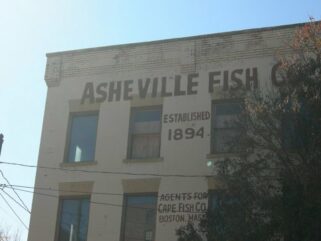 ASHEVILLE FISH C
ESTABLISHED
1894
AGENTS FOR
CAPE FISH CO.
BOSTON, MASS